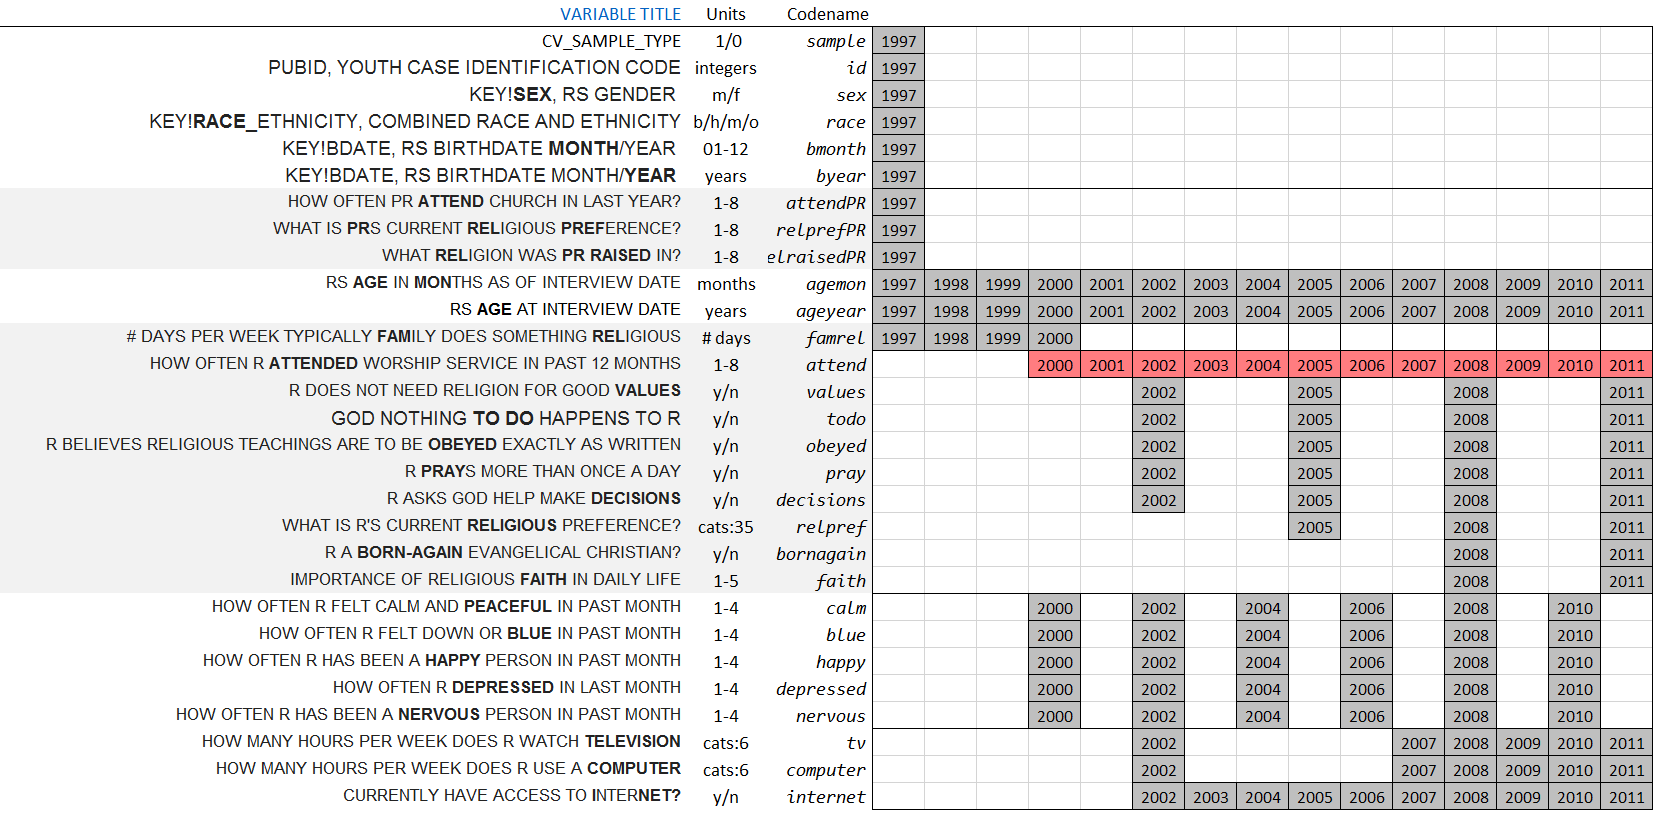 VARIABLE TITLE Units Codename
CV_SAMPLE_TYPE 1/0 sample 1997
PUBID, YOUTH CASE IDENTIFICATION CODE integers id 1997
KEY!SEX, RS GENDER m/f sex 1997
KEY!RACE_ETHNICITY, COMBINED RACE AND ETHNICITY b/h/m/o race 1997
KEY!BDATE, RS BIRTHDATE MONTH/YEAR 01-12 bmonth 1997
KEY!BDATE, RS BIRTHDATE MONTH/YEAR years byear 1997
HOW OFTEN PR ATTEND CHURCH IN LAST YEAR? 1-8 attendPR 1997
WHAT IS PRS CURRENT RELIGIOUS PREFERENCE? 1-8 relprefPR 1997
WHAT RELIGION WAS PR RAISED IN? 1-8 elraisedPR 1997
RS AGE IN MONTHS AS OF INTERVIEW DATE months agemon 1997 1998 1999 2000 2001 2002 2003 2004 2005 2006 2007 2008 2009 2010 2011
RS AGE AT INTERVIEW DATE years ageyear 1997 1998 1999 2000 2001 2002 2003 2004 2005 2006 2007 2008 2009 2010 2011
# DAYS PER WEEK TYPICALLY FAMILY DOES SOMETHING RELIGIOUS # days famrel 1997 1998 1999 2000
HOW OFTEN R ATTENDED WORSHIP SERVICE IN PAST 12 MONTHS 1-8 attend 2000 2001 2002 2003 2004 2005 2006 2007 2008 2009 2010 2011
R DOES NOT NEED RELIGION FOR GOOD VALUES y/n values 2002 2005 2008 2011
GOD NOTHING TO DO HAPPENS TO R y/n todo 2002 2005 2008 2011
R BELIEVES RELIGIOUS TEACHINGS ARE TO BE OBEYED EXACTLY AS WRITTEN y/n obeyed 2002 2005 2008 2011
R PRAYS MORE THAN ONCE A DAY y/n pray 2002 2005 2008 2011
R ASKS GOD HELP MAKE DECISIONS y/n decisions 2002 2005 2008 2011
WHAT IS R'S CURRENT RELIGIOUS PREFERENCE? cats:35 relpref 2005 2008 2011
R A BORN-AGAIN EVANGELICAL CHRISTIAN? y/n bornagain 2008 2011
IMPORTANCE OF RELIGIOUS FAITH IN DAILY LIFE 1-5 faith 2008 2011
HOW OFTEN R FELT CALM AND PEACEFUL IN PAST MONTH 1-4 calm 2000 2002 2004 2006 2008 2010
HOW OFTEN R FELT DOWN OR BLUE IN PAST MONTH 1-4 blue 2000 2002 2004 2006 2008 2010
HOW OFTEN R HAS BEEN A HAPPY PERSON IN PAST MONTH 1-4 happy 2000 2002 2004 2006 2008 2010
HOW OFTEN R DEPRESSED IN LAST MONTH 1-4 depressed 2000 2002 2004 2006 2008 2010
HOW OFTEN R HAS BEEN A NERVOUS PERSON IN PAST MONTH 1-4 nervous 2000 2002 2004 2006 2008 2010
HOW MANY HOURS PER WEEK DOES R WATCH TELEVISION cats:6 tv 2002 2007 2008 2009 2010 2011
HOW MANY HOURS PER WEEK DOES R USE A COMPUTER cats:6 computer 2002 2007 2008 2009 2010 2011
CURRENTLY HAVE ACCESS TO INTERNET? y/n internet 2002 2003 2004 2005 2006 2007 2008 2009 2010 2011